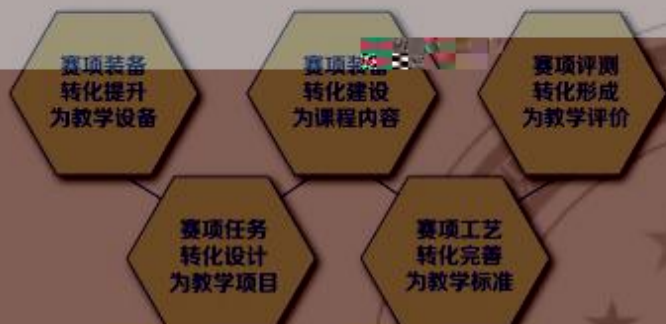 赛项装备
转化提升
为教学设备
赛项任务
转化设计
为教学项目
赛项装备
转化建设
为课程内容
赛项工艺
转化完善
为教学标准
赛项评测
转化形成
为教学评价